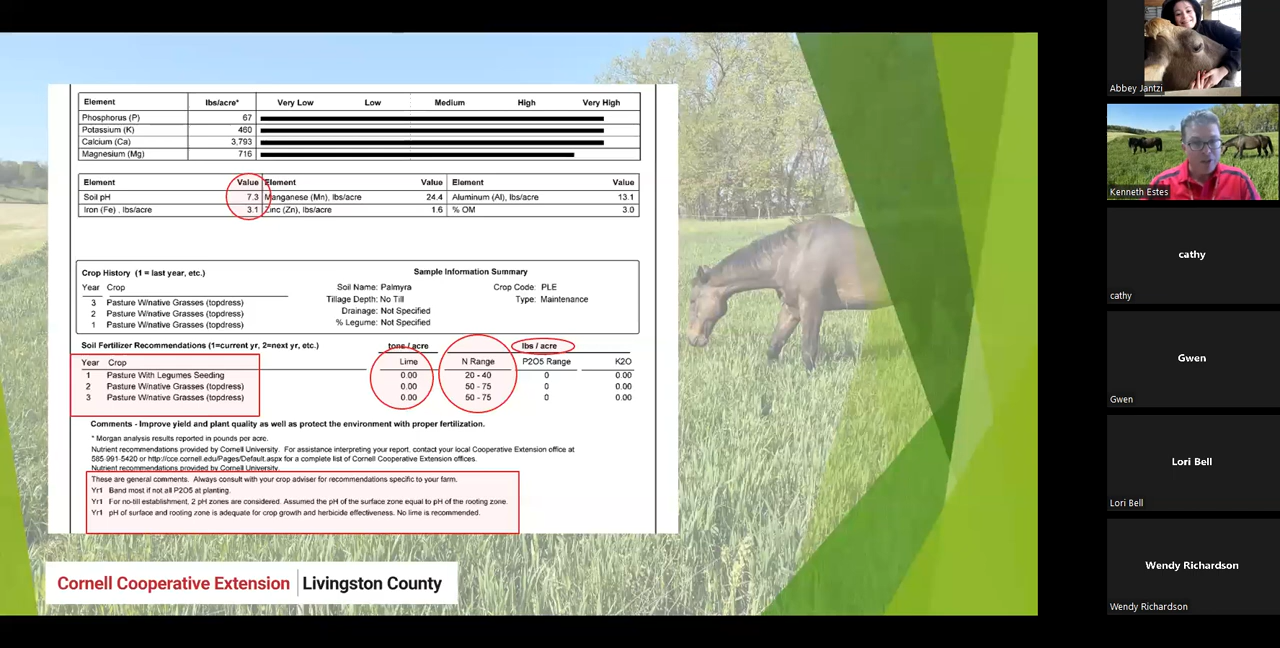 Element lbs/acre* Very Low Low Medium High Very High
Phosphorus (P) 67
Potassium (K) 460
Calcium (Ca) 3,793
Magnesium (Mg) 716
Element Value Element Value Element Value
Soil pH 7.3 Manganese (Mn), lbs/acre 24.4 Aluminum (Al), lbs/acre 13.1
Iron (Fe) , lbs/acre 3.1 Zinc (Zn), lbs/acre 1.6 % OM 3.0
Crop History (1 = last year, etc.) Sample Information Summary
Year Crop Soil Name: Palmyra Crop Code: PLE
3 Pasture W/native Grasses (topdress) Tillage Depth: No Till Type: Maintenance
2 Pasture W/native Grasses (topdress) Drainage: Not Specified
1 Pasture W/native Grasses (topdress) % Legume: Not Specified
Soil Fertilizer Recommendations (1=current yr, 2=next yr, etc.) tons / acre lbs / acre
Year Crop Lime N Range P2O5 Range K2O
1 Pasture With Legumes Seeding 0.00 20 - 40 0 0.00
2 Pasture W/native Grasses (topdress) 0.00 50 - 75 0 0.00
3 Pasture W/native Grasses (topdress) 0.00 50 - 75 0 0.00
Comments - Improve yield and plant quality as well as protect the environment with proper fertilization.
* Morgan analysis results reported in pounds per acre.
Nutrient recommendations provided by Cornell University. For assistance interpreting your report, contact your local Cooperative Extension office at
585-991-5420 or http://cce.cornell.edu/Pages/Default.aspx for a complete list of Cornell Cooperative Extension offices.
Nutrient recommendations provided by Cornell University.
These are general comments. Always consult with your crop adviser for recommendations specific to your farm.
Yr1 Band most if not all P2O5 at planting.
Yr1 For no-till establishment, 2 pH zones are considered. Assumed the pH of the surface zone equal to pH of the rooting zone.
Yr1 pH of surface and rooting zone is adequate for crop growth and herbicide effectiveness. No lime is recommended.
Cornell Cooperative Extension Livingston County
Abbey Jantzi
Kenneth Estes
cathy
cathy
Gwen
Gwen
Lori Bell
Lori Bell
Wendy Richardson
Wendy Richardson